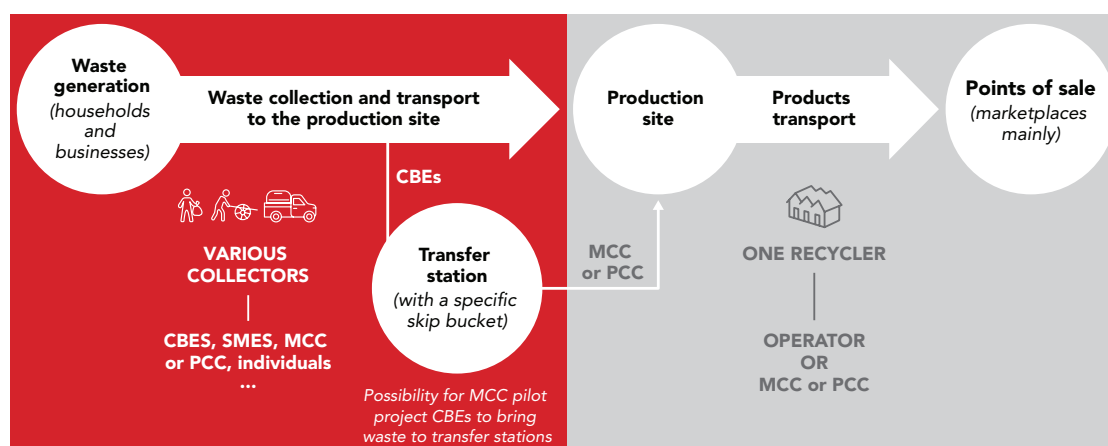 Waste
generation
(households
and
businesses)
Waste collection and transport
to the production site
CBEs
VARIOUS
COLLECTORS
CBES, SMES, MCC
or PCC, individuals
...
Transfer
station
(with a specific
skip bucket)
Possibility for MCC pilot
project CBEs to bring
waste to transfer stations
Production
site
MCC
or PCC
Products
transport
ONE RECYCLER
OPERATOR
OR
MCC or PCC
Points of sale
(marketplaces
mainly)